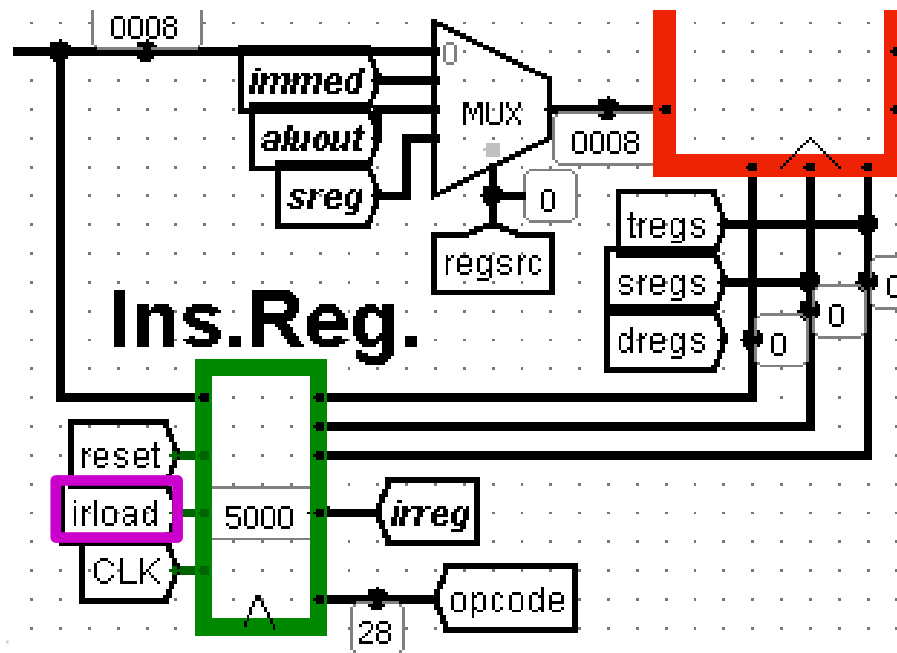 0008
0
immed
MUX
aluout
0008
sreg
0
tregs
regsrc
sregs
0
Ins.Reg.
0
dregs
0
reset
irload
5000
irreg
CLK
opcode
28